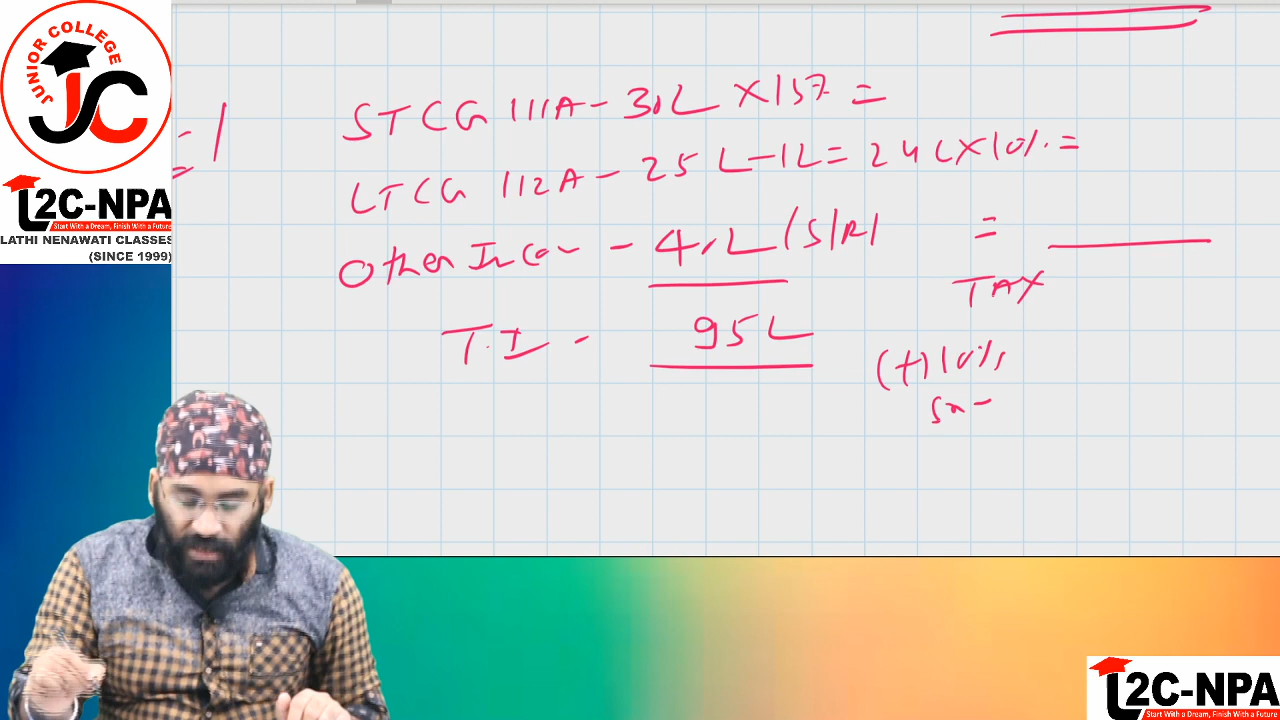 JUNIOR COLLEGE
JC
L2C-NPA
Start With a Dream, Finish With a Future
LATHI NENAWATI CLASSES
(SINCE 1999)
STCG 111A - 30L X 15% =
LTCG 112A - 25L - 1L = 24L X 10% =
Other Incom - 40L (S/R) =
T.I - 95L
TAX
(+) 10%
L2C-NPA
Start With a Dream, Finish With a Future